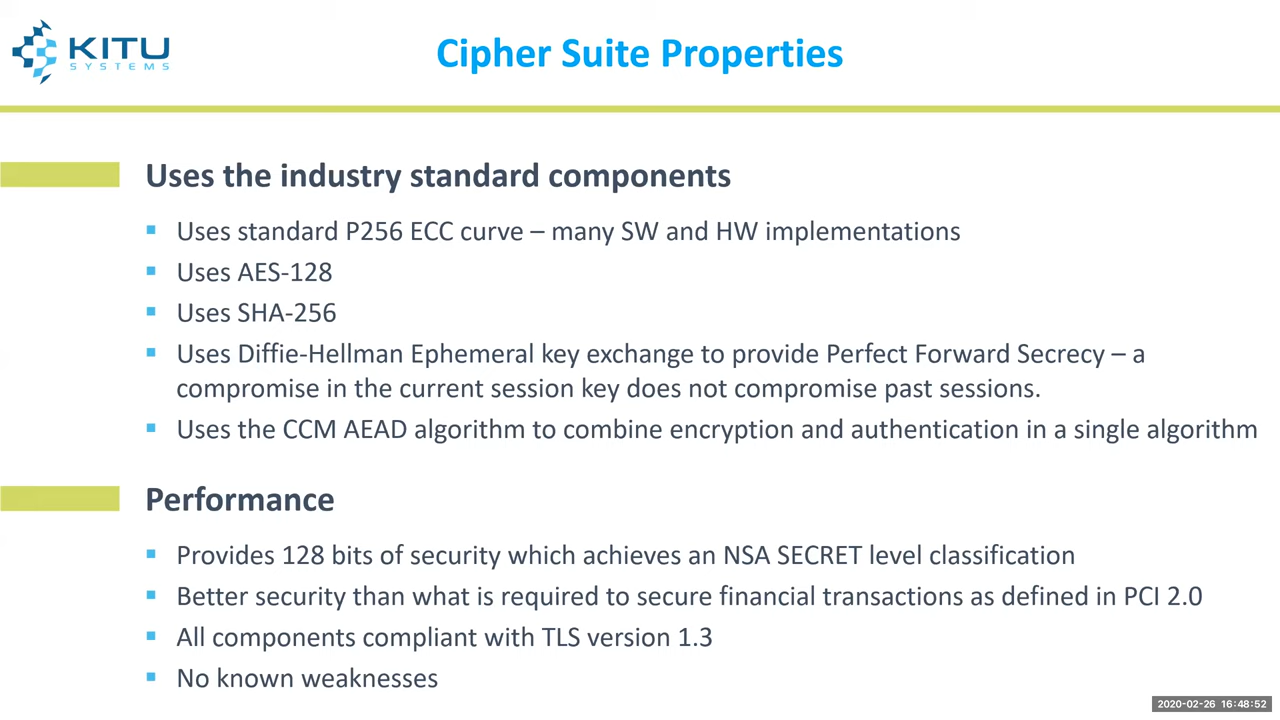 KITU
SYSTEMS
Cipher Suite Properties
Uses the industry standard components
▪ Uses standard P256 ECC curve – many SW and HW implementations
▪ Uses AES-128
▪ Uses SHA-256
▪ Uses Diffie-Hellman Ephemeral key exchange to provide Perfect Forward Secrecy – a
compromise in the current session key does not compromise past sessions.
▪ Uses the CCM AEAD algorithm to combine encryption and authentication in a single algorithm
Performance
▪ Provides 128 bits of security which achieves an NSA SECRET level classification
▪ Better security than what is required to secure financial transactions as defined in PCI 2.0
▪ All components compliant with TLS version 1.3
▪ No known weaknesses
2020-02-26 16:48:52